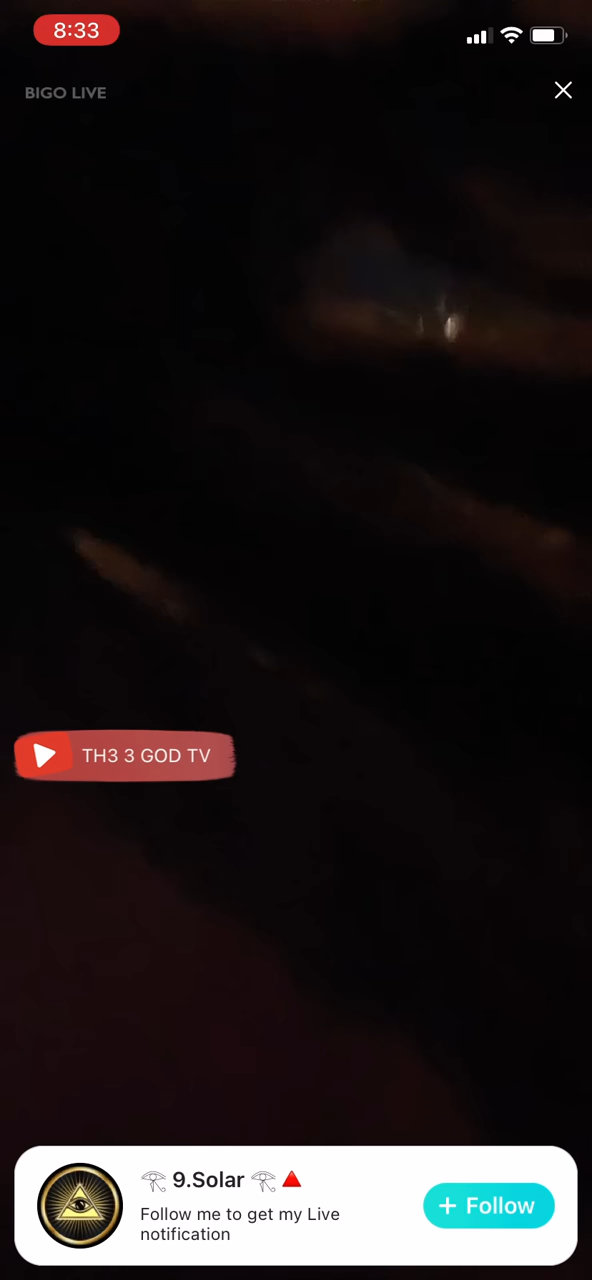 8:33
BIGO LIVE
TH3 3 GOD TV
𓂀 9.Solar 𓂀🔺
Follow me to get my Live
notification
+ Follow